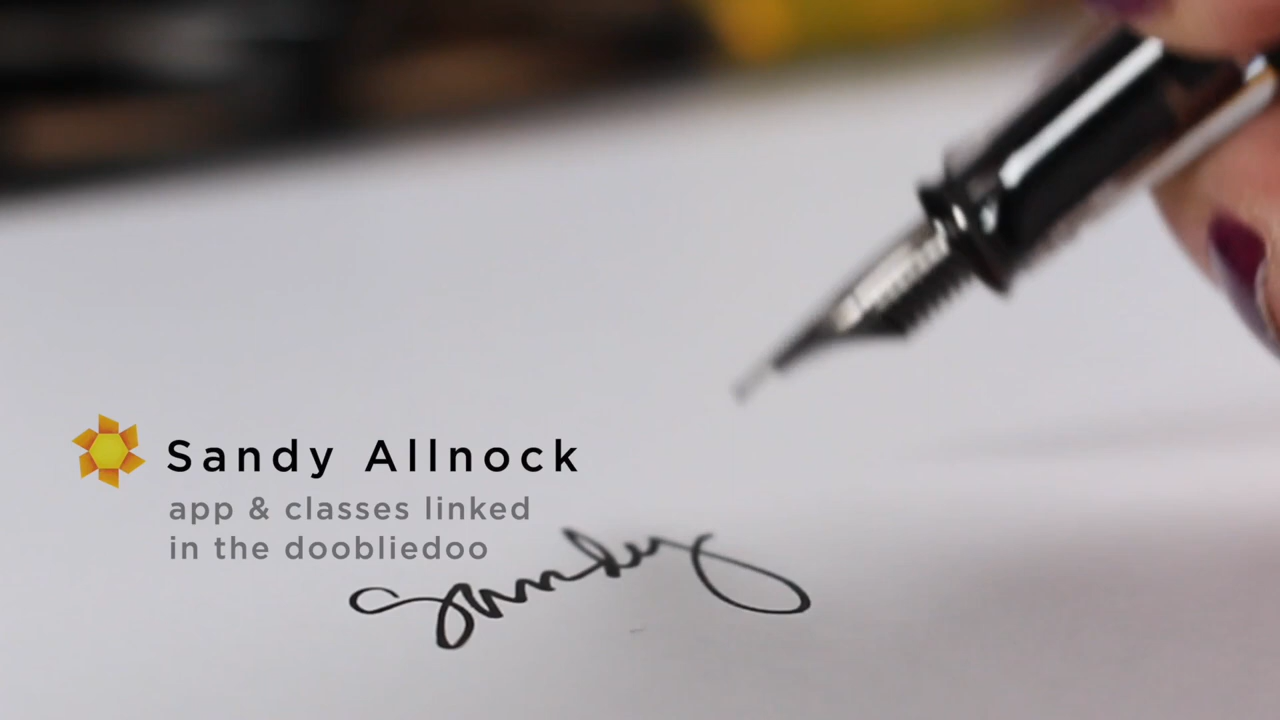 Sandy Allnock
app & classes linked
in the doobliedoo
Sandy